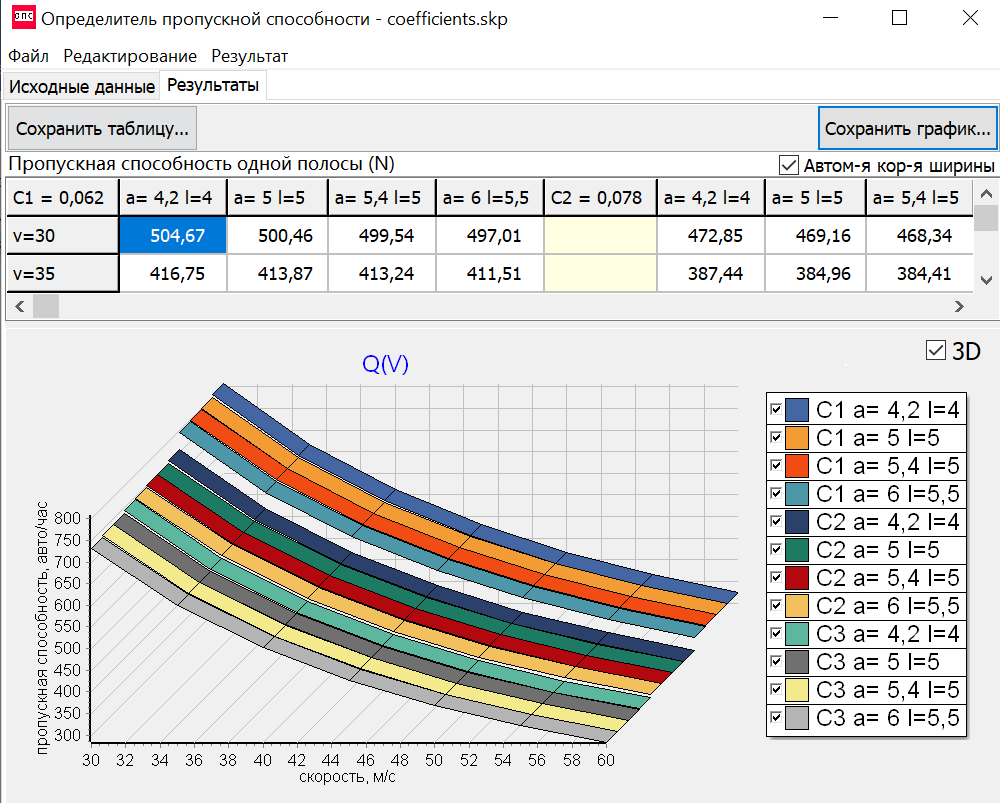 опс Определитель пропускной способности - coefficients.skp
Файл Редактирование Результат
Исходные данные Результаты
Сохранить таблицу... Сохранить график...
Пропускная способность одной полосы (N) Автом-я кор-я ширины
C1 = 0,062 a= 4,2 l=4 a= 5 l=5 a= 5,4 l=5 a= 6 l=5,5 C2 = 0,078 a= 4,2 l=4 a= 5 l=5 a= 5,4 l=5
v=30 504,67 500,46 499,54 497,01 472,85 469,16 468,34
v=35 416,75 413,87 413,24 411,51 387,44 384,96 384,41
3D
Q(V)
C1 a= 4,2 l=4
C1 a= 5 l=5
C1 a= 5,4 l=5
C1 a= 6 l=5,5
C2 a= 4,2 l=4
C2 a= 5 l=5
C2 a= 5,4 l=5
C2 a= 6 l=5,5
C3 a= 4,2 l=4
C3 a= 5 l=5
C3 a= 5,4 l=5
C3 a= 6 l=5,5
пропускная способность, авто/час
800
750
700
650
600
550
500
450
400
350
300
30 32 34 36 38 40 42 44 46 48 50 52 54 56 58 60
скорость, м/с